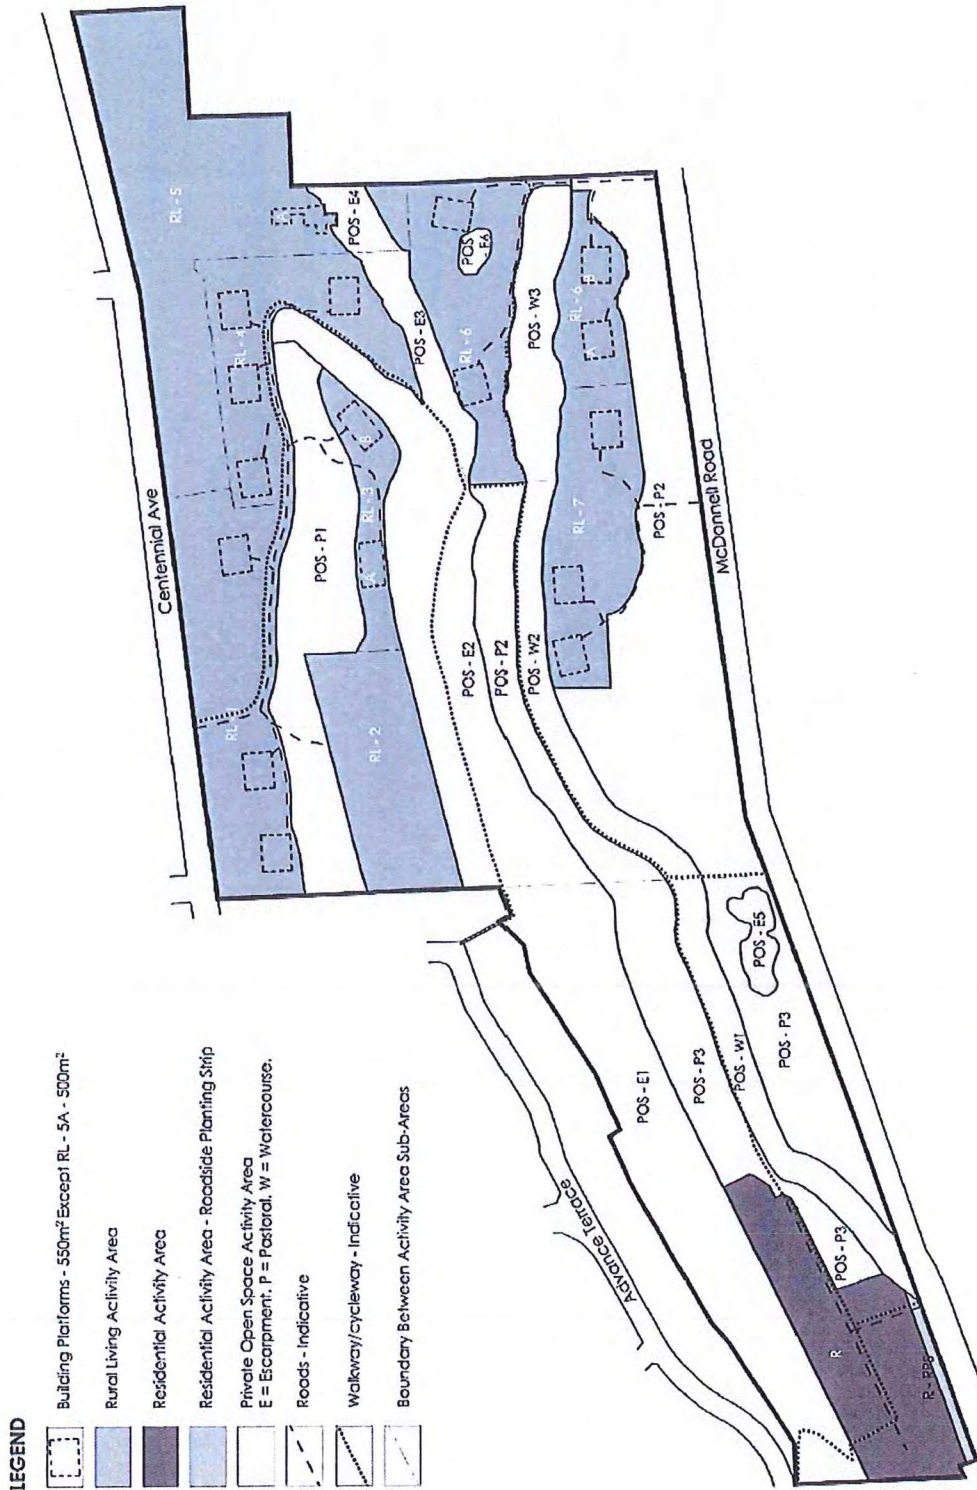 LEGEND
Building Platforms - 550m² Except RL - 5A - 500m²
Rural Living Activity Area
Residential Activity Area
Residential Activity Area - Roadside Planting Strip
Private Open Space Activity Area
E = Escarpment. P = Pastoral. W = Watercourse.
Roads - Indicative
Walkway/cycleway - Indicative
Boundary Between Activity Area Sub-Areas
Centennial Ave
McDonnell Road
Advance Terrace
RL - 5
A
POS - E4
RL - 4
POS - E3
POS - E6
RL - 6
POS - W3
RL - 6
A
B
B
RL - 3
A
POS - P1
RL - 7
POS - P2
RL - 2
POS - E2
POS - P2
POS - W2
POS - E5
POS - P3
POS - W1
POS - P3
POS - E1
POS - P3
R